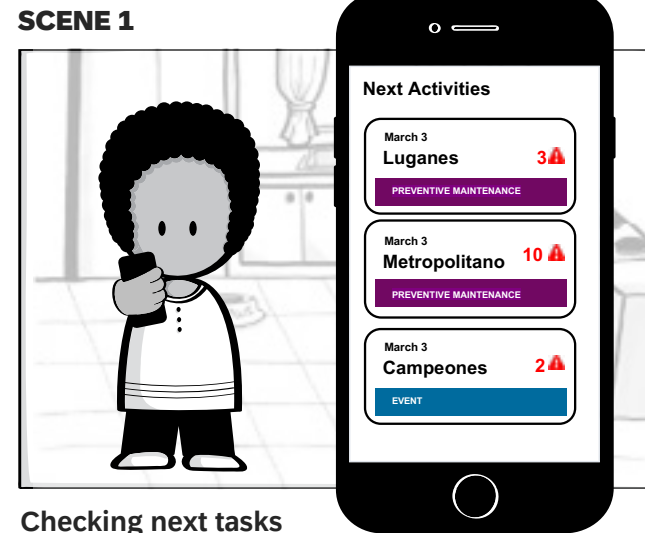 SCENE 1
Next Activities
March 3
Luganes
3
PREVENTIVE MAINTENANCE
March 3
Metropolitano
10
PREVENTIVE MAINTENANCE
March 3
Campeones
2
EVENT
Checking next tasks